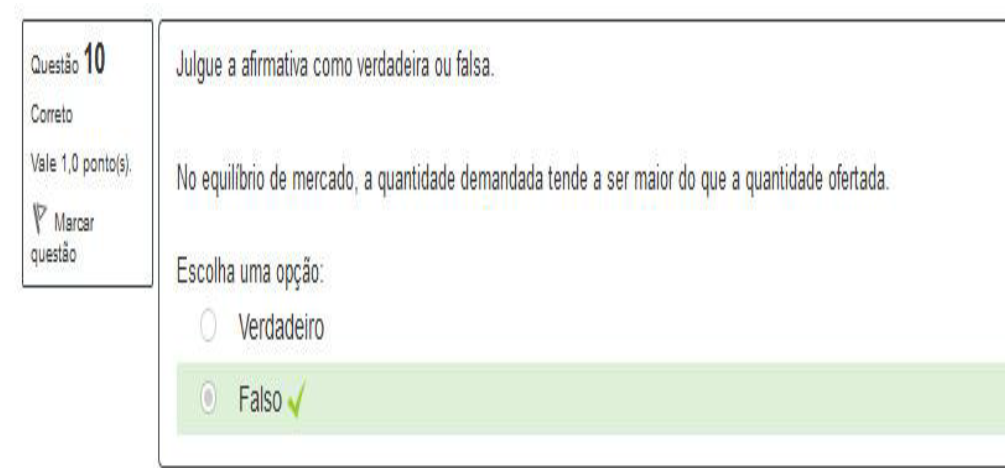 Questão 10
Correto
Vale 1,0 ponto(s).
Marcar
questão
Julgue a afirmativa como verdadeira ou falsa.
No equilíbrio de mercado, a quantidade demandada tende a ser maior do que a quantidade ofertada.
Escolha uma opção:
Verdadeiro
Falso